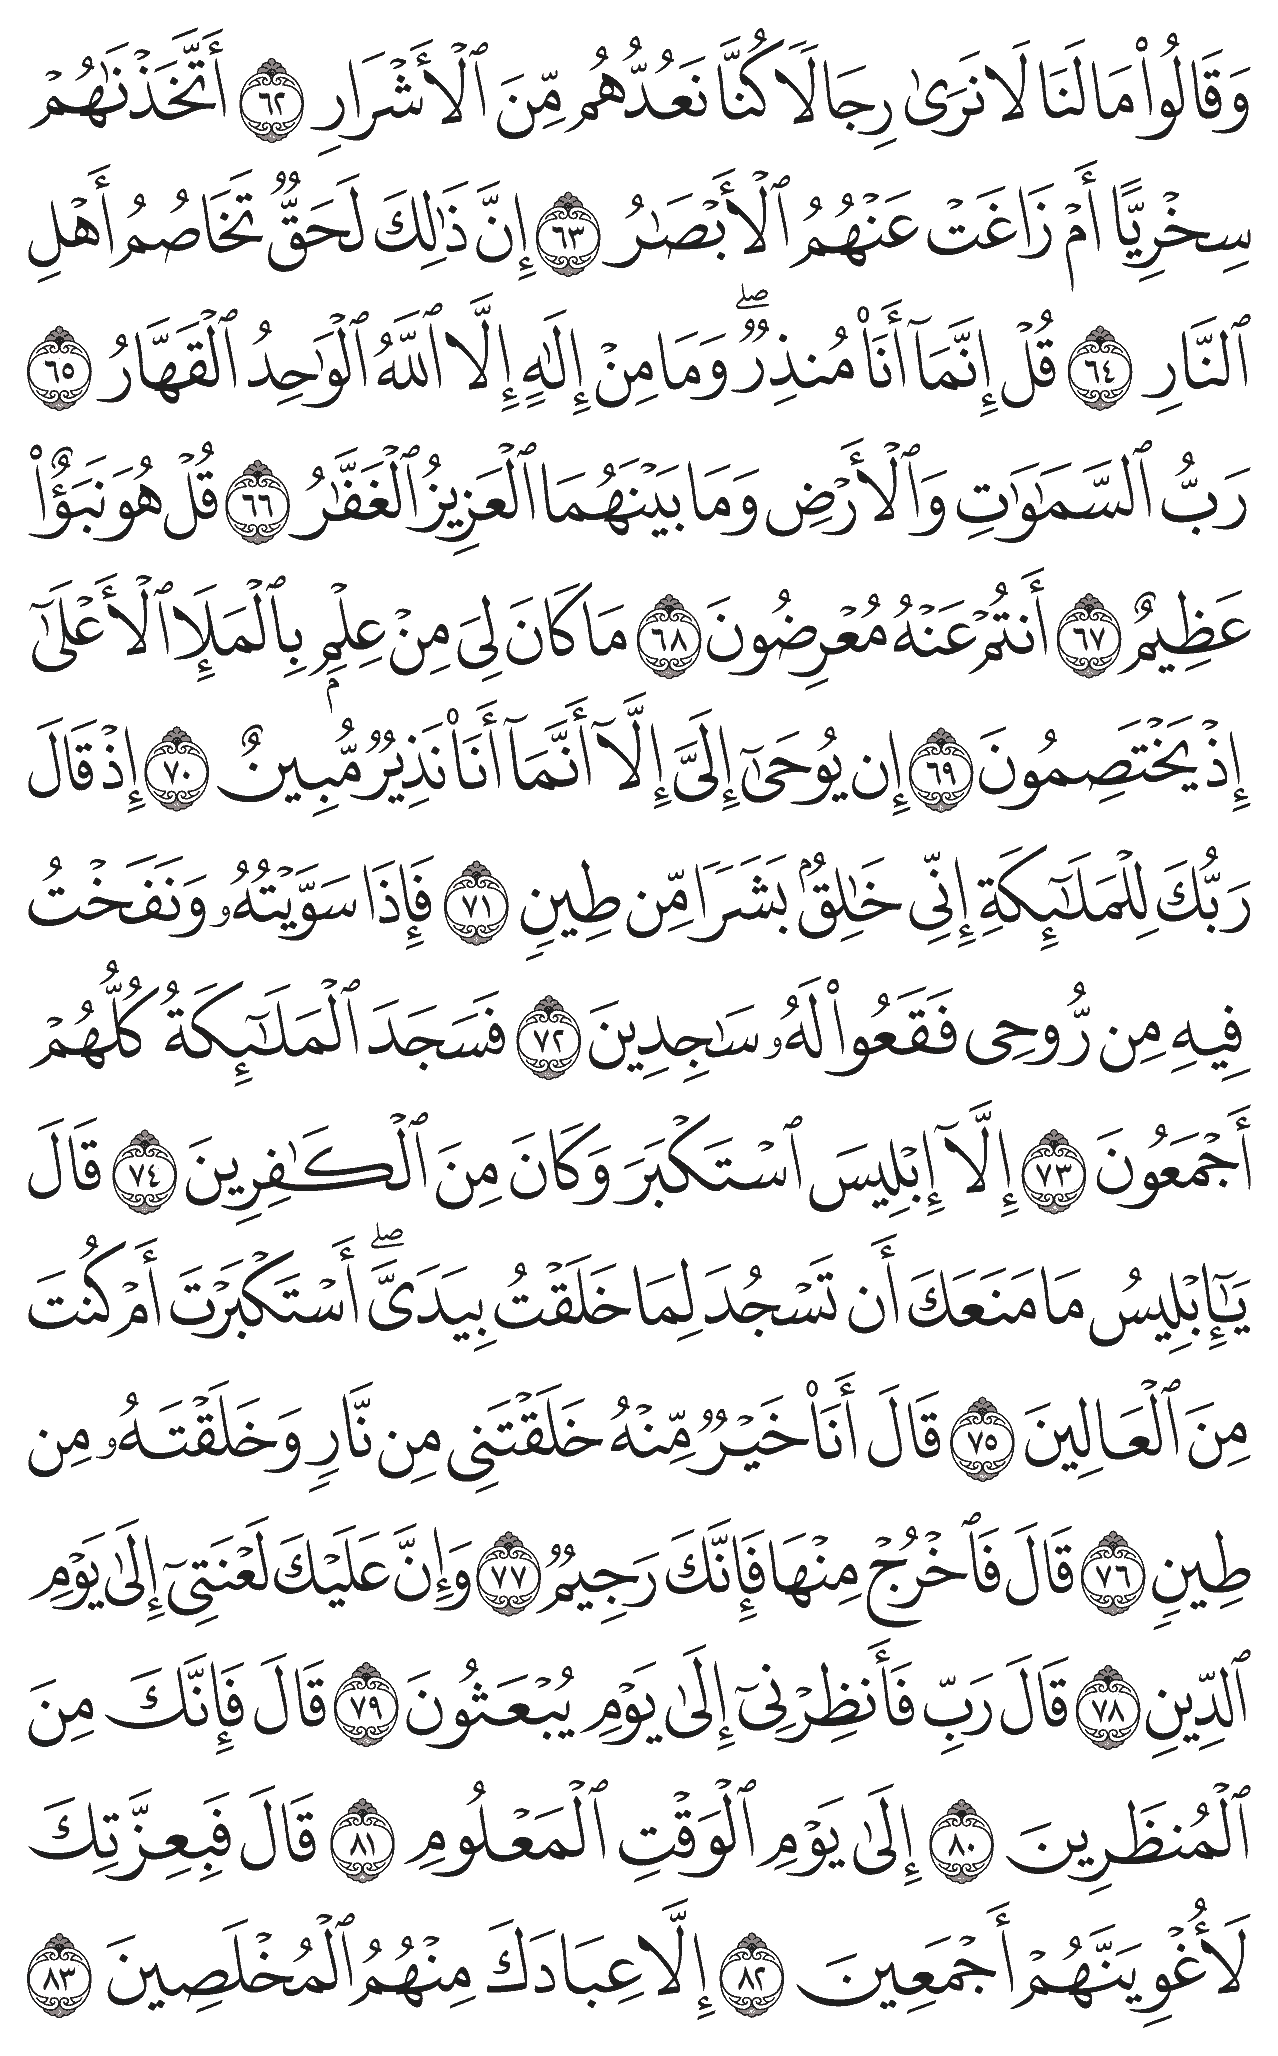 وَقَالُوا۟ مَا لَنَا لَا نَرَىٰ رِجَالًا كُنَّا نَعُدُّهُم مِّنَ ٱلْأَشْرَارِ ٦٢ أَتَّخَذْنَـٰهُمْ
سِخْرِيًّا أَمْ زَاغَتْ عَنْهُمُ ٱلْأَبْصَـٰرُ ٦٣ إِنَّ ذَٰلِكَ لَحَقٌّ تَخَاصُمُ أَهْلِ
ٱلنَّارِ ٦٤ قُلْ إِنَّمَآ أَنَا۠ مُنذِرٌ ۖ وَمَا مِنْ إِلَـٰهٍ إِلَّا ٱللَّهُ ٱلْوَٰحِدُ ٱلْقَهَّارُ ٦٥
رَبُّ ٱلسَّمَـٰوَٰتِ وَٱلْأَرْضِ وَمَا بَيْنَهُمَا ٱلْعَزِيزُ ٱلْغَفَّـٰرُ ٦٦ قُلْ هُوَ نَبَؤٌا۟
عَظِيمٌ ٦٧ أَنتُمْ عَنْهُ مُعْرِضُونَ ٦٨ مَا كَانَ لِىَ مِنْ عِلْمٍۭ بِٱلْمَلَإِ ٱلْأَعْلَىٰٓ
إِذْ يَخْتَصِمُونَ ٦٩ إِن يُوحَىٰٓ إِلَىَّ إِلَّآ أَنَّمَآ أَنَا۠ نَذِيرٌ مُّبِينٌ ٧٠ إِذْ قَالَ
رَبُّكَ لِلْمَلَـٰٓئِكَةِ إِنِّى خَـٰلِقٌۢ بَشَرًا مِّن طِينٍ ٧١ فَإِذَا سَوَّيْتُهُۥ وَنَفَخْتُ
فِيهِ مِن رُّوحِى فَقَعُوا۟ لَهُۥ سَـٰجِدِينَ ٧٢ فَسَجَدَ ٱلْمَلَـٰٓئِكَةُ كُلُّهُمْ
أَجْمَعُونَ ٧٣ إِلَّآ إِبْلِيسَ ٱسْتَكْبَرَ وَكَانَ مِنَ ٱلْكَـٰفِرِينَ ٧٤ قَالَ
يَـٰٓإِبْلِيسُ مَا مَنَعَكَ أَن تَسْجُدَ لِمَا خَلَقْتُ بِيَدَىَّ ۖ أَسْتَكْبَرْتَ أَمْ كُنتَ
مِنَ ٱلْعَالِينَ ٧٥ قَالَ أَنَا۠ خَيْرٌ مِّنْهُ خَلَقْتَنِى مِن نَّارٍ وَخَلَقْتَهُۥ مِن
طِينٍ ٧٦ قَالَ فَٱخْرُجْ مِنْهَا فَإِنَّكَ رَجِيمٌ ٧٧ وَإِنَّ عَلَيْكَ لَعْنَتِىٓ إِلَىٰ يَوْمِ
ٱلدِّينِ ٧٨ قَالَ رَبِّ فَأَنظِرْنِىٓ إِلَىٰ يَوْمِ يُبْعَثُونَ ٧٩ قَالَ فَإِنَّكَ مِنَ
ٱلْمُنظَرِينَ ٨٠ إِلَىٰ يَوْمِ ٱلْوَقْتِ ٱلْمَعْلُومِ ٨١ قَالَ فَبِعِزَّتِكَ
لَأُغْوِيَنَّهُمْ أَجْمَعِينَ ٨٢ إِلَّا عِبَادَكَ مِنْهُمُ ٱلْمُخْلَصِينَ ٨٣